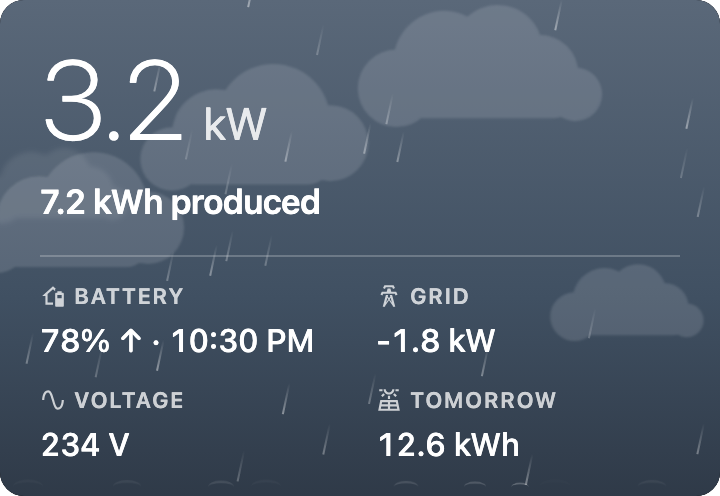 3.2 kW
7.2 kWh produced
BATTERY
78% ↑ · 10:30 PM
GRID
-1.8 kW
VOLTAGE
234 V
TOMORROW
12.6 kWh